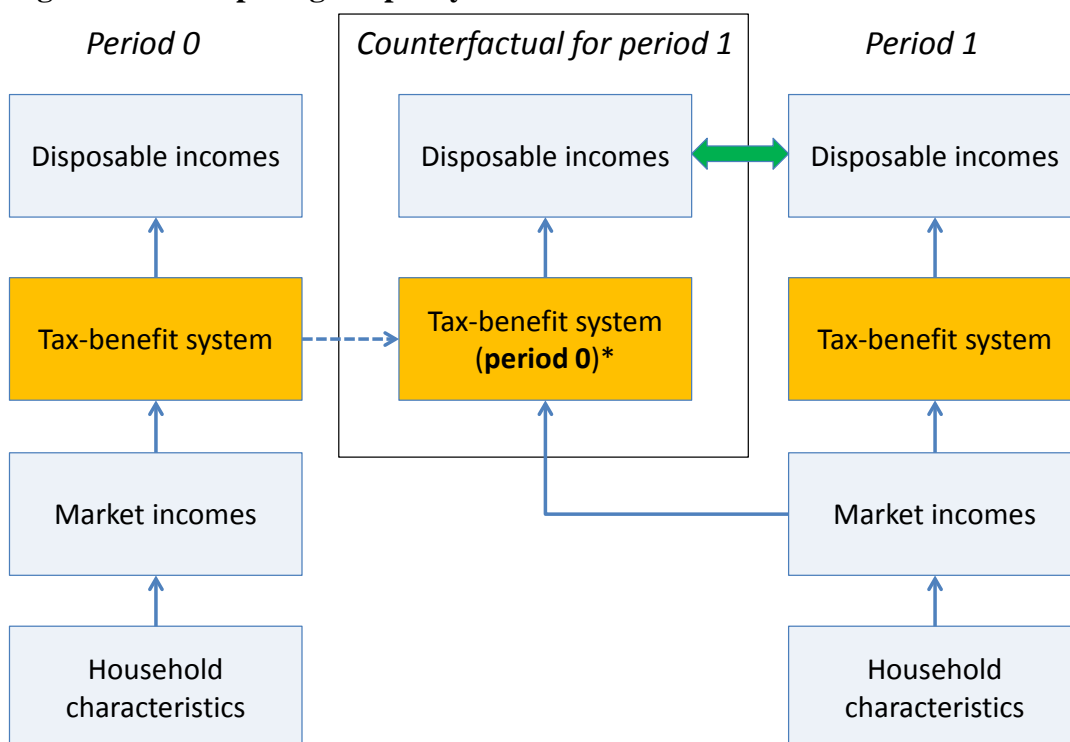 Period 0
Counterfactual for period 1
Period 1
Disposable incomes
Disposable incomes
Disposable incomes
Tax-benefit system
Tax-benefit system
(period 0)*
Tax-benefit system
Market incomes
Market incomes
Household
characteristics
Household
characteristics